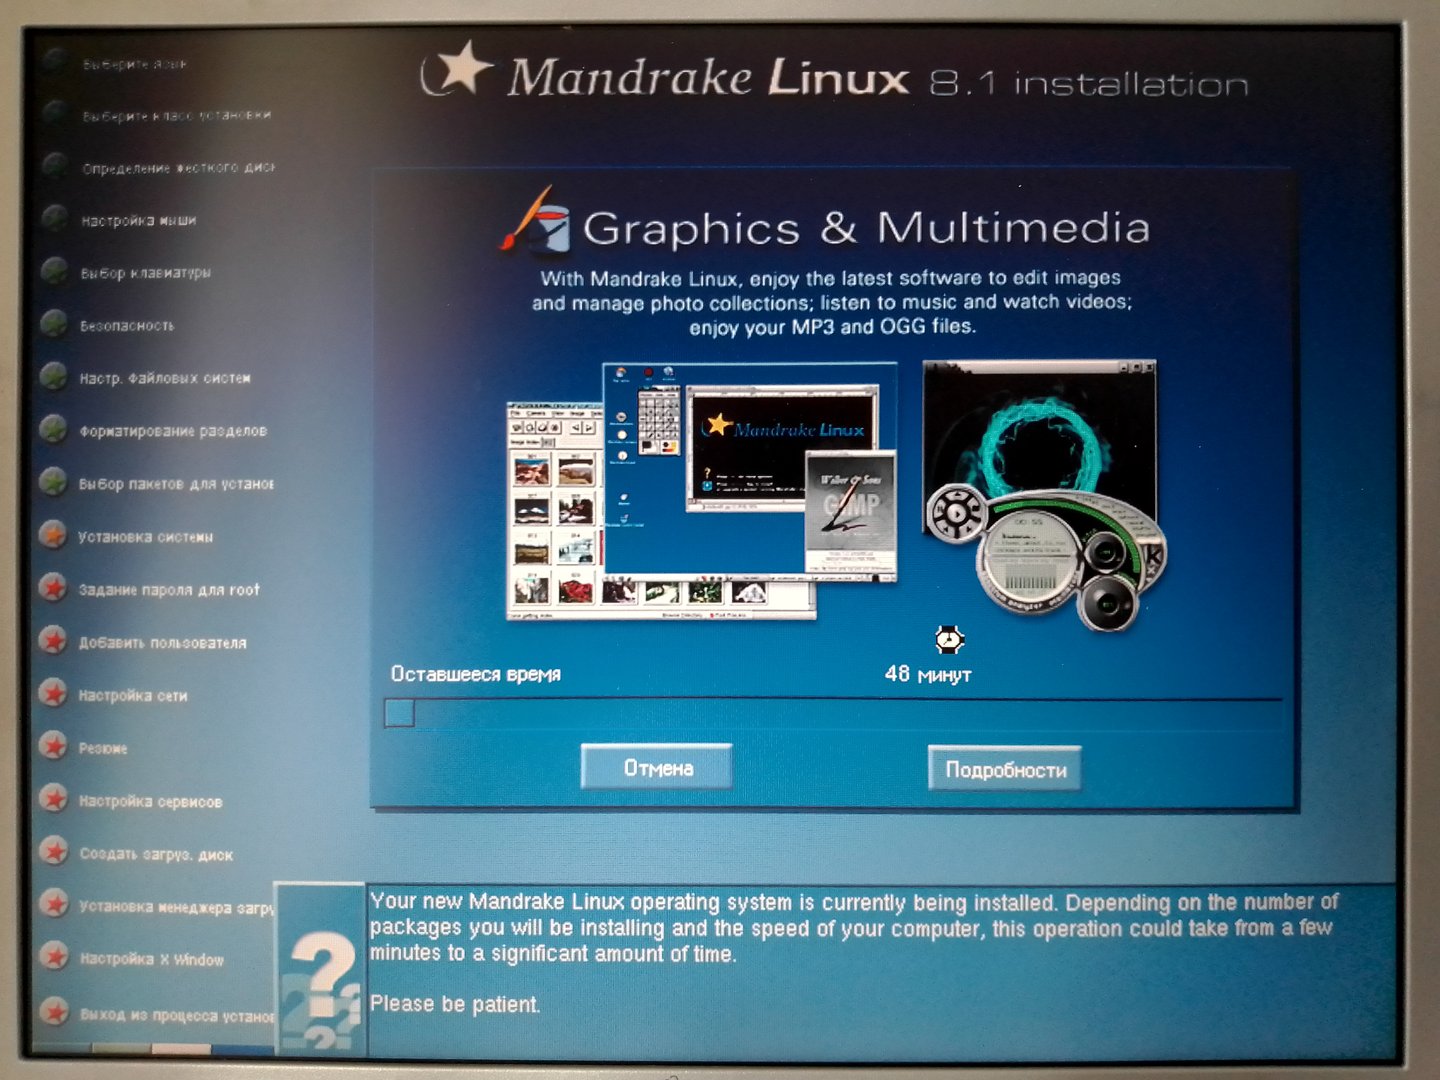 Mandrake Linux 8.1 installation
Выберите язык
Выберите класс установки
Определение жесткого диск
Настройка мыши
Выбор клавиатуры
Безопасность
Настр. Файловых систем
Форматирование разделов
Выбор пакетов для установ
Установка системы
Задание пароля для root
Добавить пользователя
Настройка сети
Резюме
Настройка сервисов
Создать загруз. диск
Установка менеджера загру
Настройка X Window
Выход из процесса установ
Graphics & Multimedia
With Mandrake Linux, enjoy the latest software to edit images
and manage photo collections; listen to music and watch videos;
enjoy your MP3 and OGG files.
Mandrake Linux
GIMP
Оставшееся время
48 минут
Отмена
Подробности
Your new Mandrake Linux operating system is currently being installed. Depending on the number of
packages you will be installing and the speed of your computer, this operation could take from a few
minutes to a significant amount of time.
Please be patient.